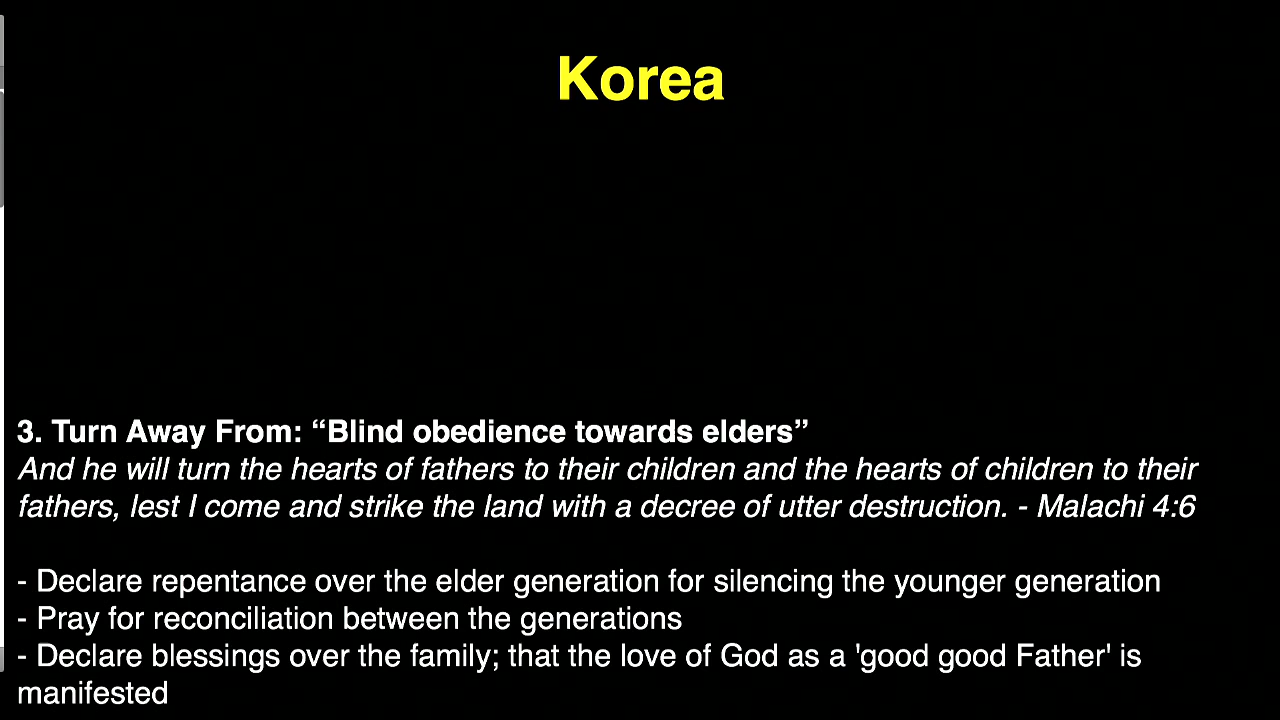 Korea
3. Turn Away From: “Blind obedience towards elders”
And he will turn the hearts of fathers to their children and the hearts of children to their
fathers, lest I come and strike the land with a decree of utter destruction. - Malachi 4:6
- Declare repentance over the elder generation for silencing the younger generation
- Pray for reconciliation between the generations
- Declare blessings over the family; that the love of God as a 'good good Father' is
manifested